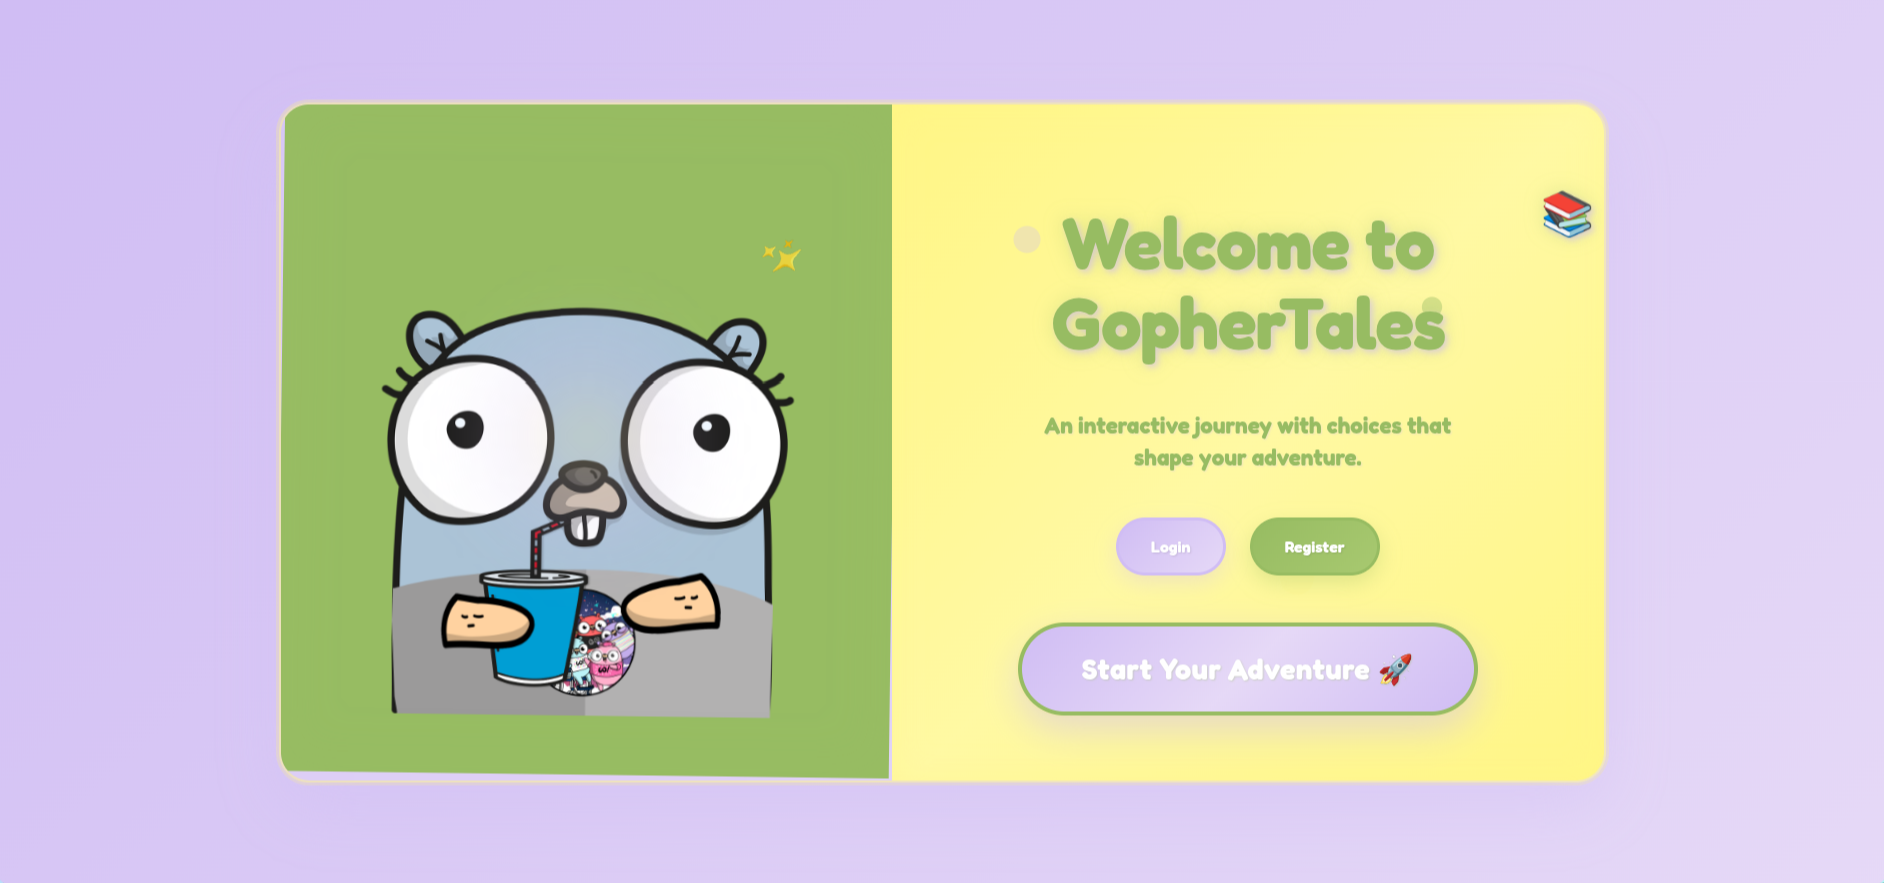 Welcome to
GopherTales
An interactive journey with choices that
shape your adventure.
Login
Register
Start Your Adventure 🚀